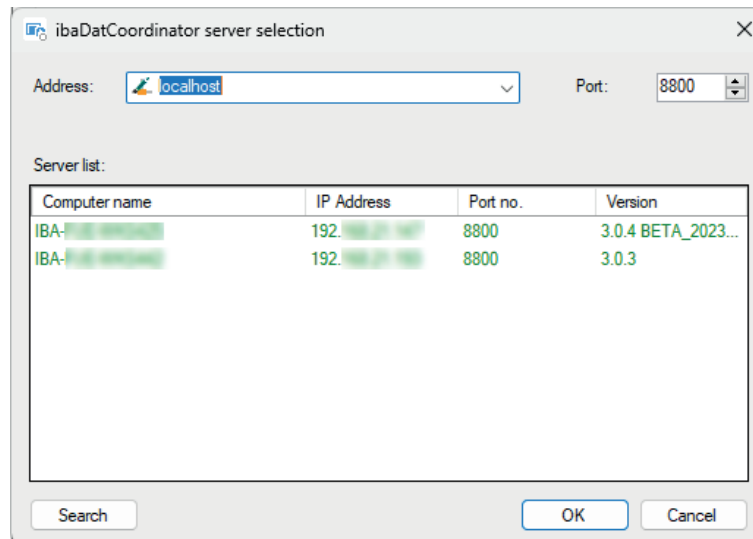 ibaDatCoordinator server selection
Address: localhost Port: 8800
Server list:
Computer name IP Address Port no. Version
IBA- 192. 8800 3.0.4 BETA_2023...
IBA- 192. 8800 3.0.3
Search OK Cancel